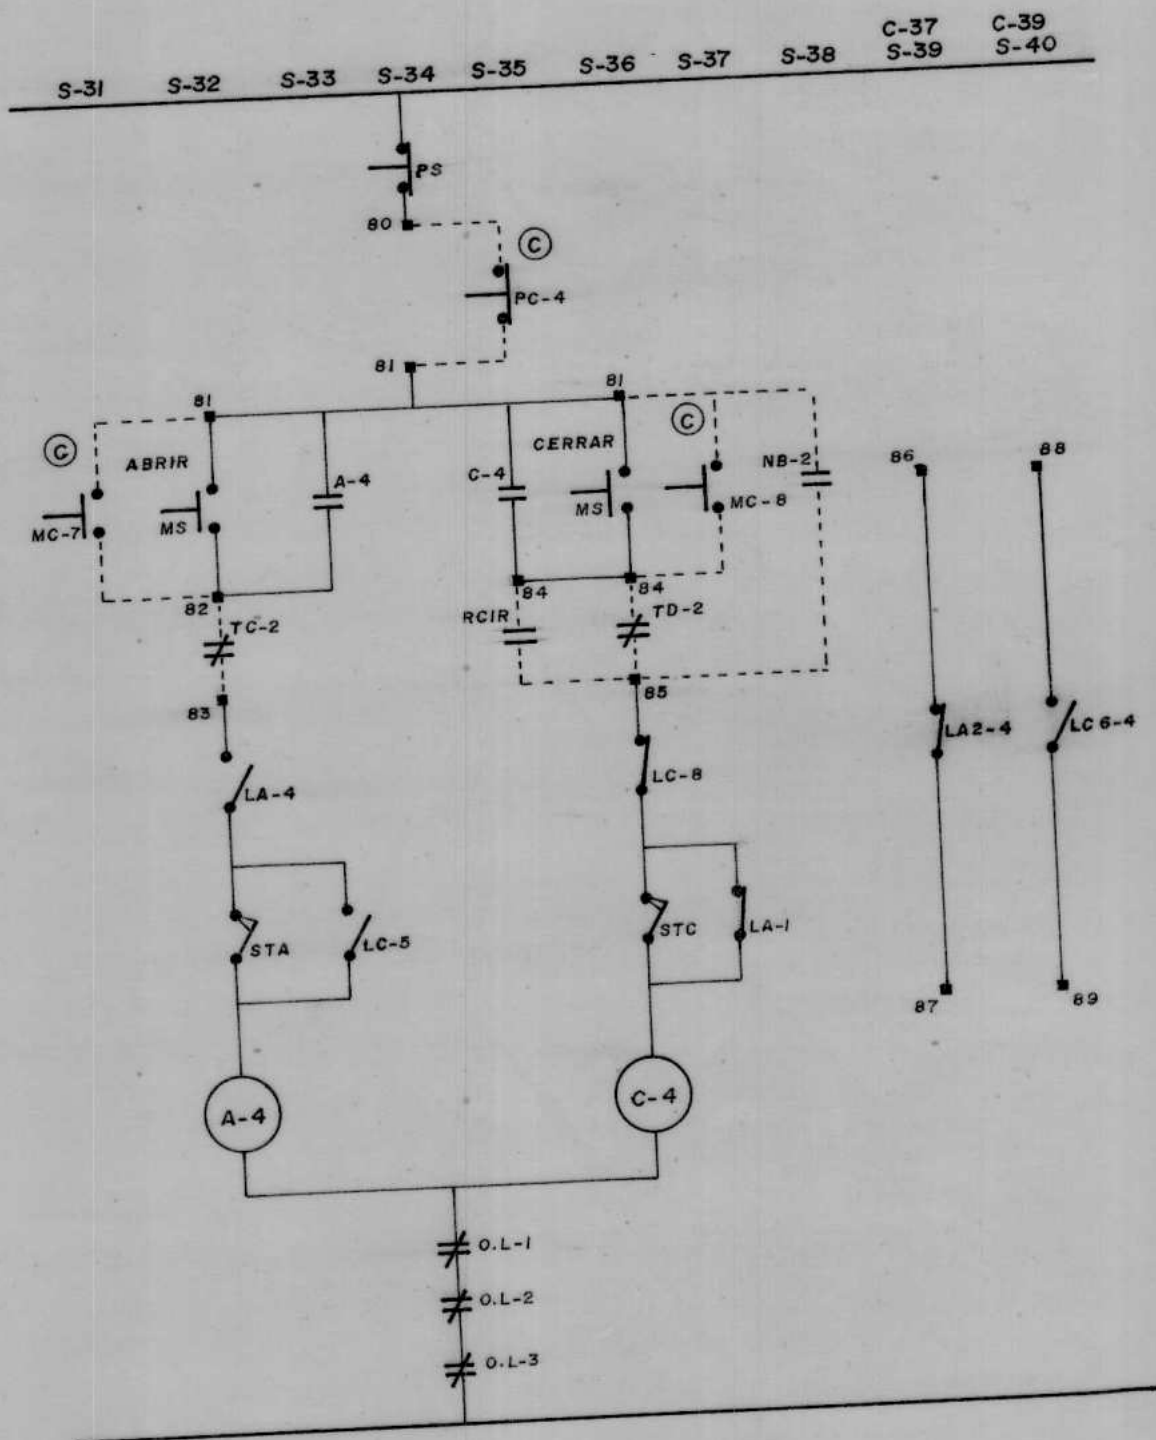 C-37 C-39
S-31 S-32 S-33 S-34 S-35 S-36 S-37 S-38 S-39 S-40
PS
80
C
PC-4
81
81 81
C ABRIR A-4 C-4 CERRAR C NB-2 86 88
MC-7 MS MS MC-8
82 84 84
TC-2 RCIR TD-2
83 85
LA-4 LC-8 LA2-4 LC6-4
STA LC-5 STC LA-1
87 89
A-4 C-4
O.L-1
O.L-2
O.L-3